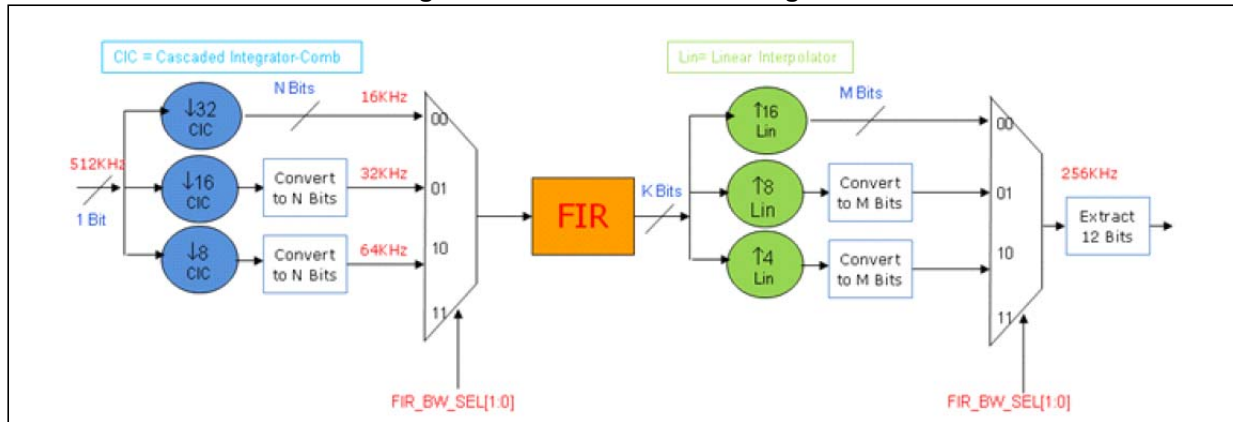 CIC = Cascaded Integrator-Comb
Lin= Linear Interpolator
512KHz
1 Bit
↓32
CIC
N Bits
16KHz
↓16
CIC
Convert
to N Bits
32KHz
↓8
CIC
Convert
to N Bits
64KHz
00
01
10
11
FIR_BW_SEL[1:0]
FIR
K Bits
↑16
Lin
M Bits
↑8
Lin
Convert
to M Bits
↑4
Lin
Convert
to M Bits
00
01
10
11
FIR_BW_SEL[1:0]
256KHz
Extract
12 Bits